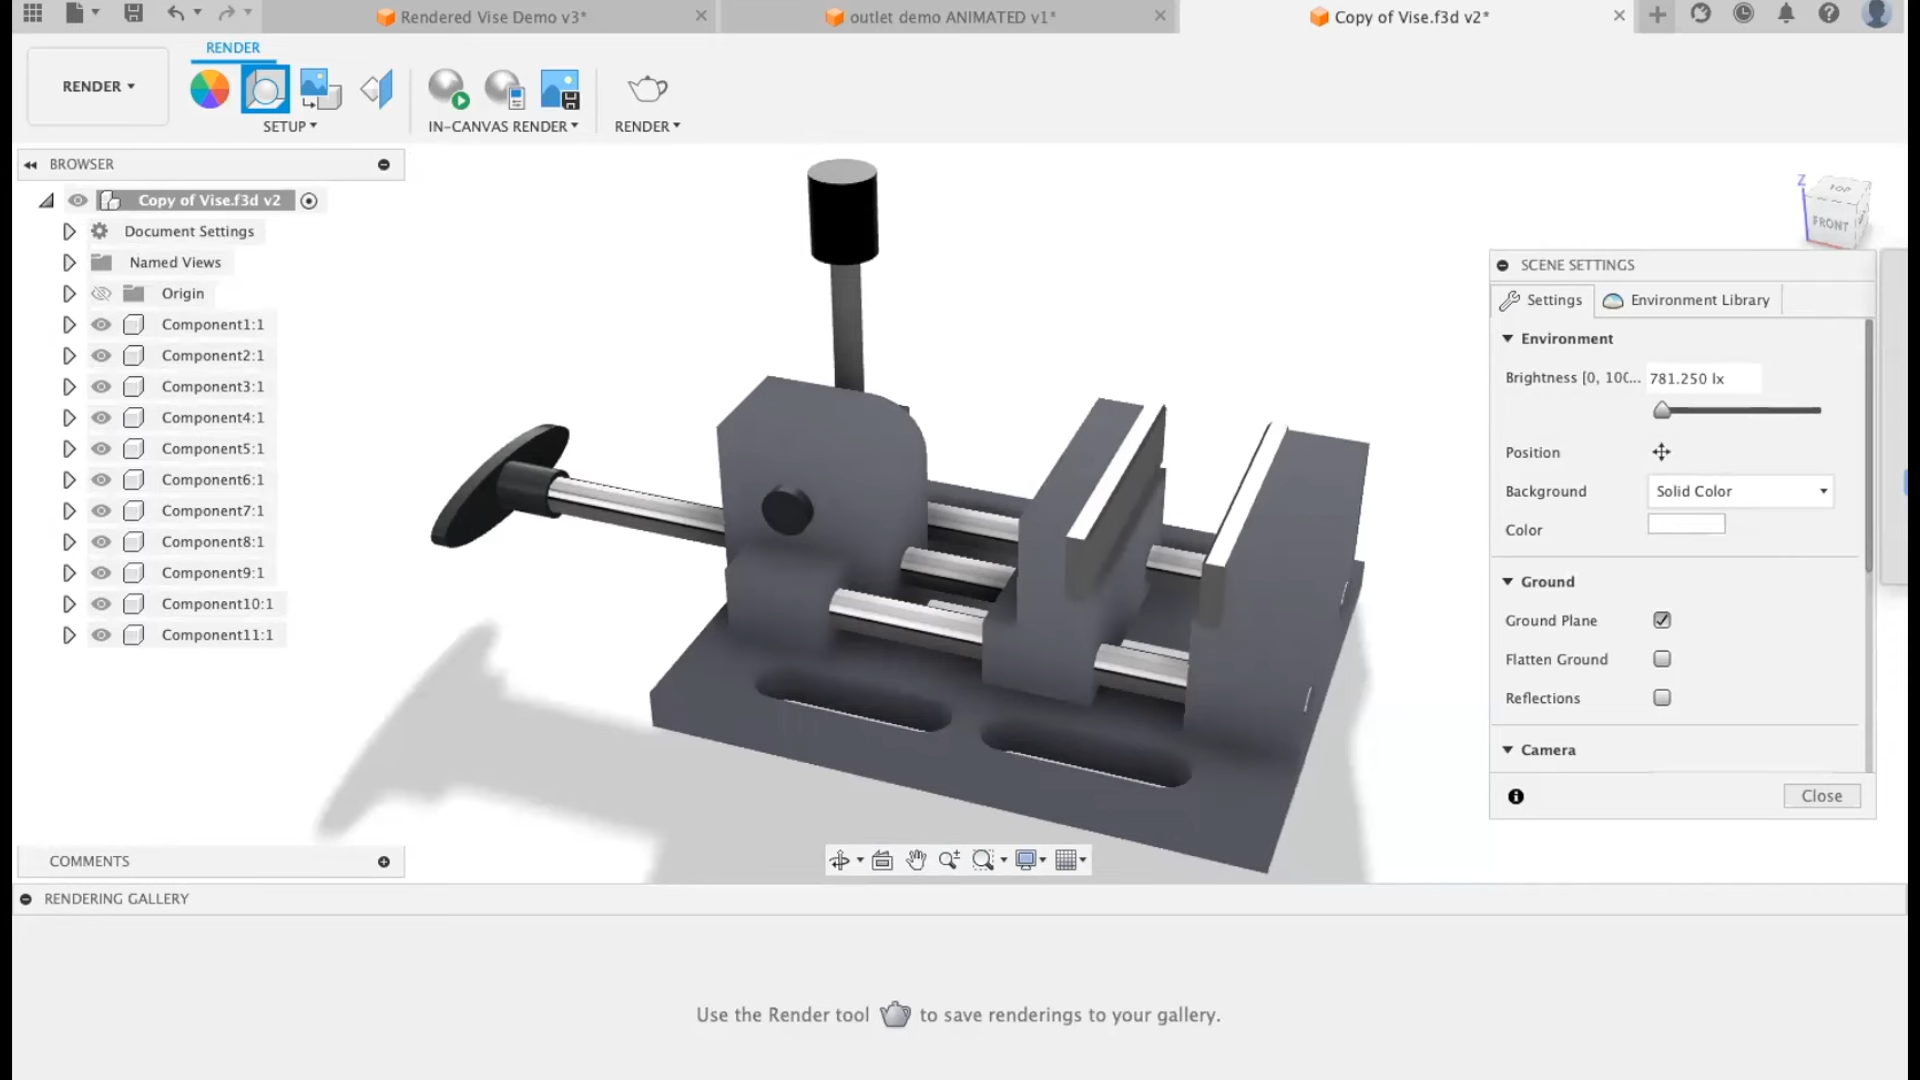 Rendered Vise Demo v3*
outlet demo ANIMATED v1*
Copy of Vise.f3d v2*
RENDER
RENDER
SETUP
IN-CANVAS RENDER
RENDER
BROWSER
Copy of Vise.f3d v2
Document Settings
Named Views
Origin
Component1:1
Component2:1
Component3:1
Component4:1
Component5:1
Component6:1
Component7:1
Component8:1
Component9:1
Component10:1
Component11:1
Z
TOP
FRONT
SCENE SETTINGS
Settings
Environment Library
Environment
Brightness [0, 10(... 781.250 lx
Position
Background Solid Color
Color
Ground
Ground Plane
Flatten Ground
Reflections
Camera
Close
COMMENTS
RENDERING GALLERY
Use the Render tool to save renderings to your gallery.